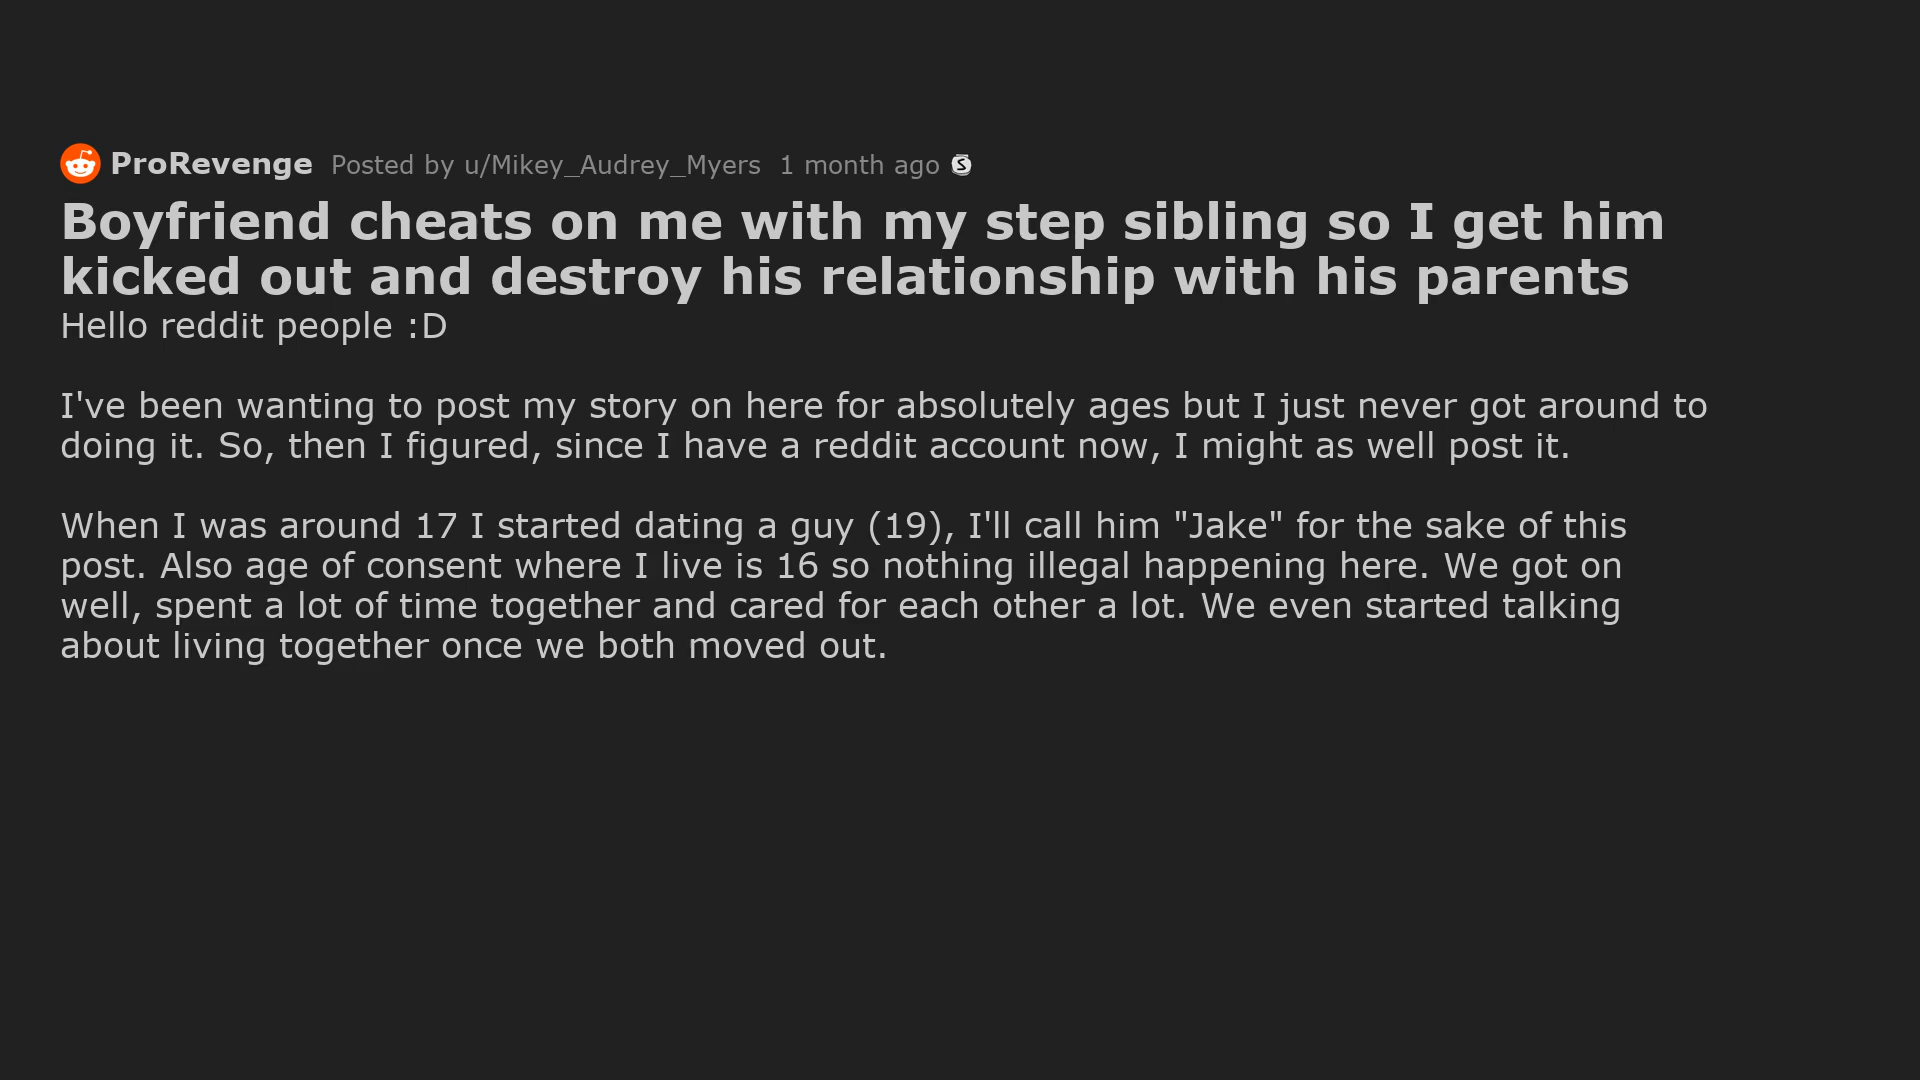 ProRevenge Posted by u/Mikey_Audrey_Myers 1 month ago S
Boyfriend cheats on me with my step sibling so I get him
kicked out and destroy his relationship with his parents
Hello reddit people :D
I've been wanting to post my story on here for absolutely ages but I just never got around to
doing it. So, then I figured, since I have a reddit account now, I might as well post it.
When I was around 17 I started dating a guy (19), I'll call him "Jake" for the sake of this
post. Also age of consent where I live is 16 so nothing illegal happening here. We got on
well, spent a lot of time together and cared for each other a lot. We even started talking
about living together once we both moved out.